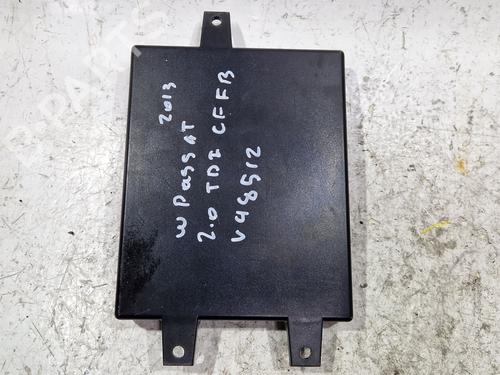 2013
W Passat
2.0 TDI CFFB
V48512